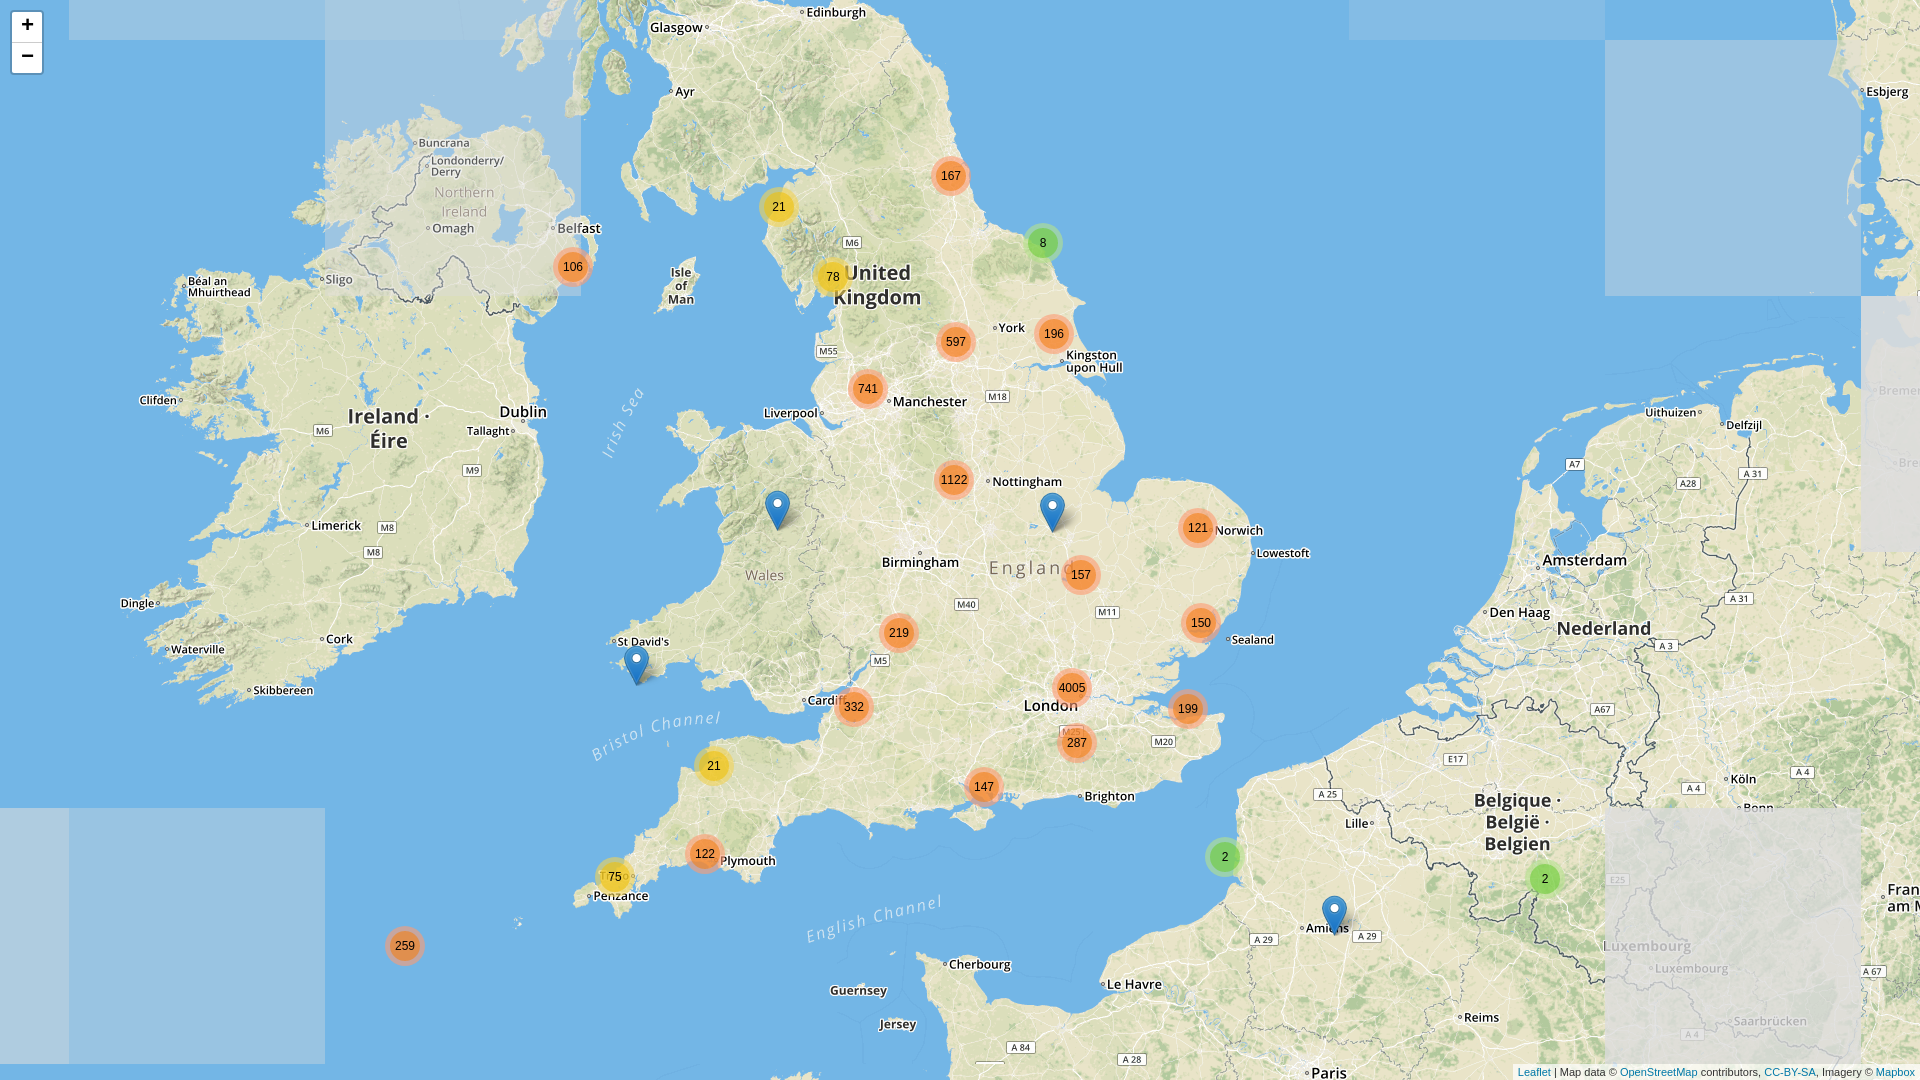 +
−
Edinburgh
Glasgow
Ayr
Esbjerg
Buncrana
Londonderry/
Derry
167
Northern
Ireland
21
Omagh
Belfast
8
M6
106
United
Kingdom
78
Isle
of
Man
Sligo
Béal an
Mhuirthead
York
196
597
M55
Kingston
upon Hull
741
M18
Manchester
Clifden
Liverpool
Dublin
Ireland ·
Éire
Tallaght
M6
Irish Sea
Uithuizen
Delfzijl
A7
A 31
M9
1122
Nottingham
A28
Limerick
M8
121
Norwich
M8
Lowestoft
Birmingham
Amsterdam
England
157
Wales
Dingle
M40
M11
A 31
Den Haag
150
Nederland
219
Cork
St David's
Sealand
Waterville
A 3
M5
Skibbereen
4005
Cardiff
332
London
199
A67
Bristol Channel
M25
287
M20
E17
21
147
Köln
A 4
A 4
Brighton
A 25
Belgique ·
België ·
Belgien
Bonn
Lille
122
Plymouth
2
75
Penzance
2
E25
English Channel
Amiens
A 29
A 29
259
Luxembourg
Luxembourg
Cherbourg
A 67
Guernsey
Le Havre
Jersey
Reims
Saarbrücken
A 4
A 84
A 28
Paris
Leaflet | Map data © OpenStreetMap contributors, CC-BY-SA, Imagery © Mapbox